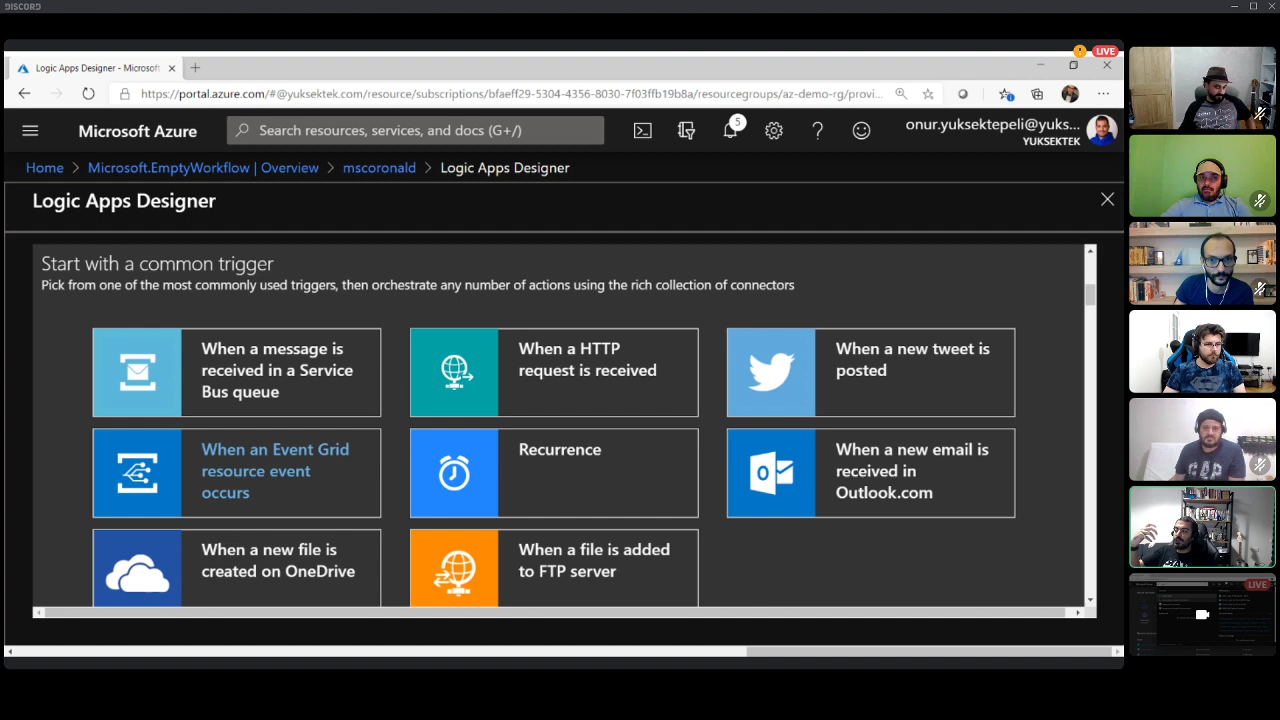 DISCORD
LIVE
Logic Apps Designer - Microsoft
https://portal.azure.com/#@yuksektek.com/resource/subscriptions/bfaeff29-5304-4356-8030-7f03ffb19b8a/resourcegroups/az-demo-rg/provi...
Microsoft Azure
Search resources, services, and docs (G+/)
5
onur.yuksektepeli@yuks...
YUKSEKTEK
Home > Microsoft.EmptyWorkflow | Overview > mscoronald > Logic Apps Designer
Logic Apps Designer
Start with a common trigger
Pick from one of the most commonly used triggers, then orchestrate any number of actions using the rich collection of connectors
When a message is
received in a Service
Bus queue
When a HTTP
request is received
When a new tweet is
posted
When an Event Grid
resource event
occurs
Recurrence
When a new email is
received in
Outlook.com
When a new file is
created on OneDrive
When a file is added
to FTP server
GAP
LIVE